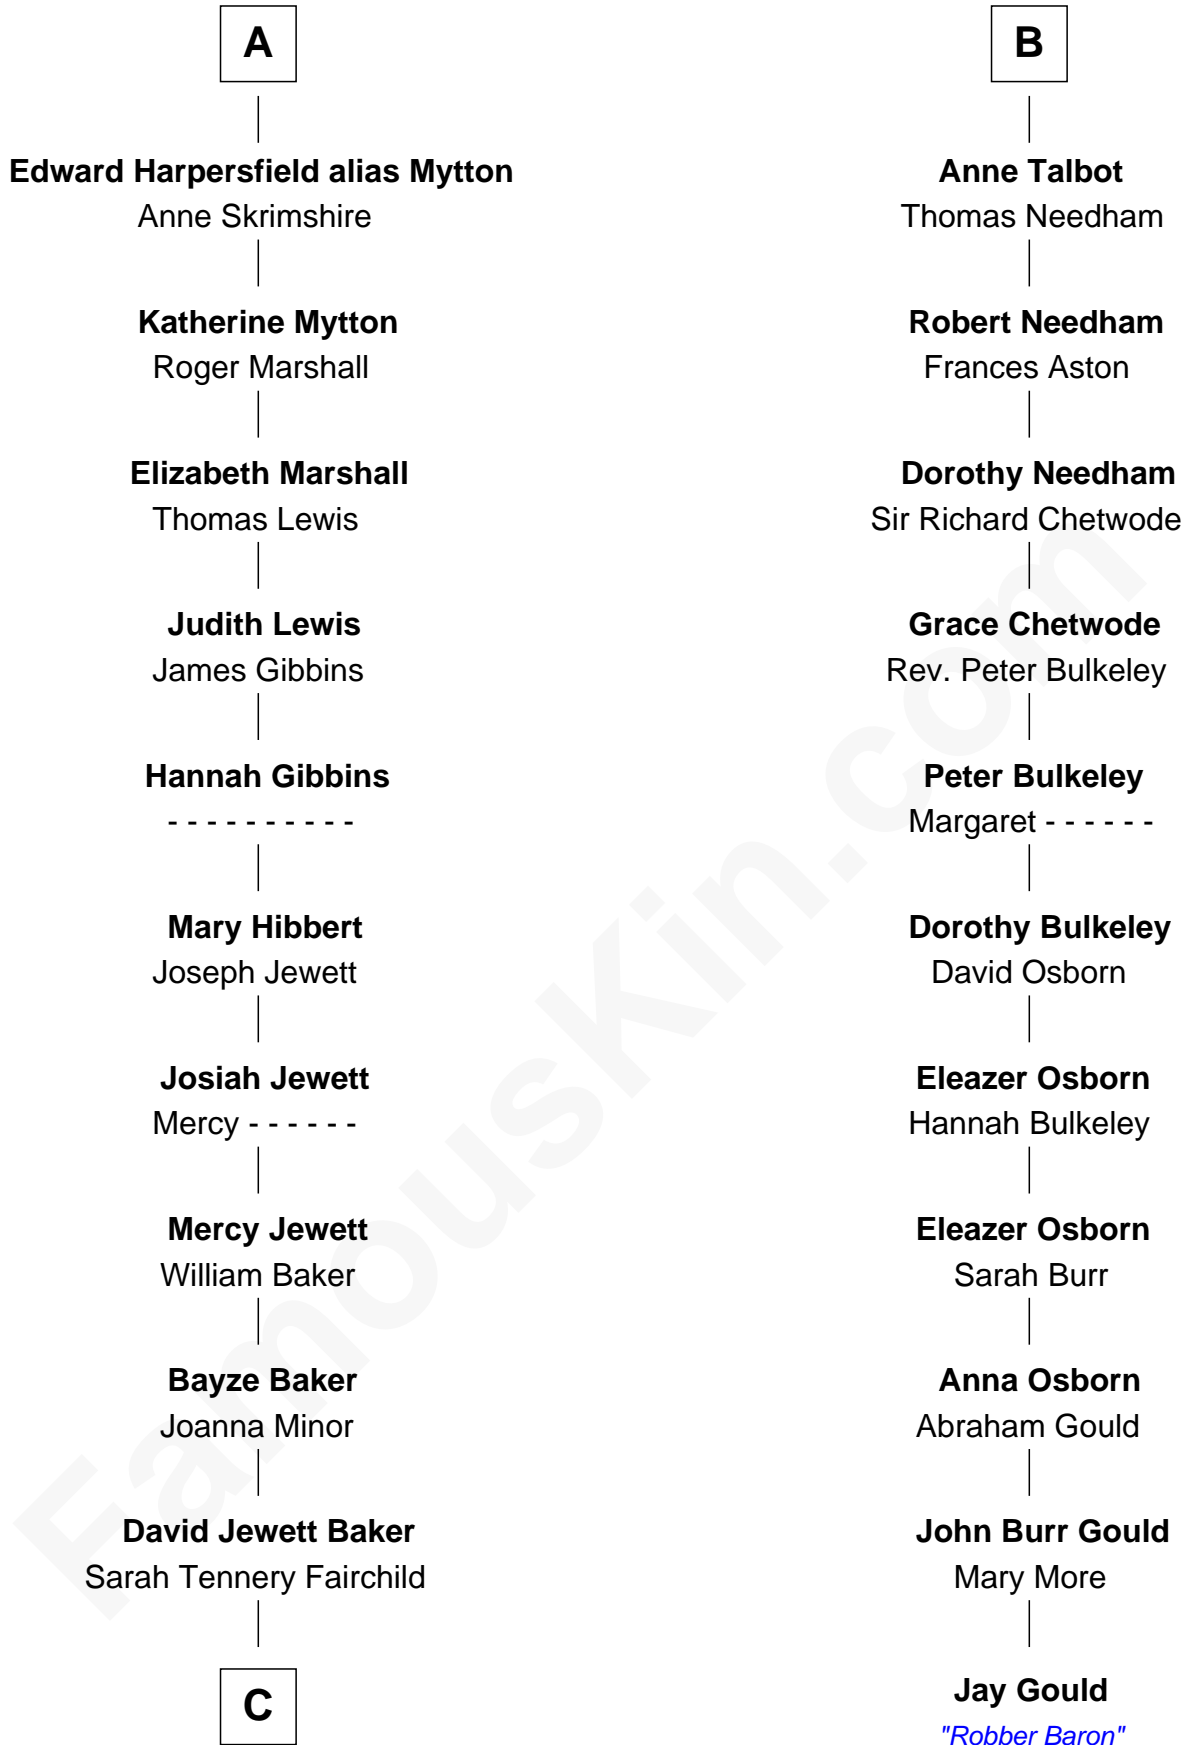 A
Edward Harpersfield alias Mytton
Anne Skrimshire
Katherine Mytton
Roger Marshall
Elizabeth Marshall
Thomas Lewis
Judith Lewis
James Gibbins
Hannah Gibbins
- - - - - - - - - -
Mary Hibbert
Joseph Jewett
Josiah Jewett
Mercy - - - - - -
Mercy Jewett
William Baker
Bayze Baker
Joanna Minor
David Jewett Baker
Sarah Tennery Fairchild
C
B
Anne Talbot
Thomas Needham
Robert Needham
Frances Aston
Dorothy Needham
Sir Richard Chetwode
Grace Chetwode
Rev. Peter Bulkeley
Peter Bulkeley
Margaret - - - - - -
Dorothy Bulkeley
David Osborn
Eleazer Osborn
Hannah Bulkeley
Eleazer Osborn
Sarah Burr
Anna Osborn
Abraham Gould
John Burr Gould
Mary More
Jay Gould
"Robber Baron"
FamousKin.com